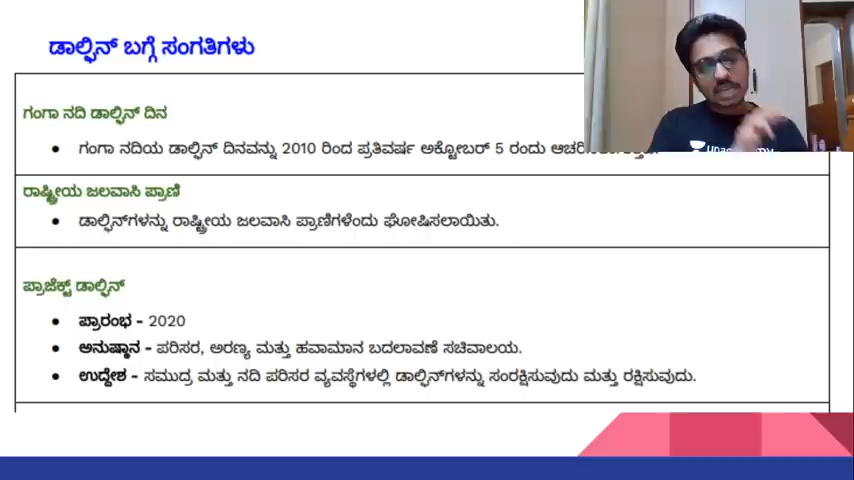 ಡಾಲ್ಫಿನ್ ಬಗ್ಗೆ ಸಂಗತಿಗಳು
ಗಂಗಾ ನದಿ ಡಾಲ್ಫಿನ್ ದಿನ
• ಗಂಗಾ ನದಿಯ ಡಾಲ್ಫಿನ್ ದಿನವನ್ನು 2010 ರಿಂದ ಪ್ರತಿವರ್ಷ ಅಕ್ಟೋಬರ್ 5 ರಂದು
ರಾಷ್ಟ್ರೀಯ ಜಲವಾಸಿ ಪ್ರಾಣಿ
• ಡಾಲ್ಫಿನ್‌ಗಳನ್ನು ರಾಷ್ಟ್ರೀಯ ಜಲವಾಸಿ ಪ್ರಾಣಿಗಳೆಂದು ಘೋಷಿಸಲಾಯಿತು.
ಪ್ರಾಜೆಕ್ಟ್ ಡಾಲ್ಫಿನ್
• ಪ್ರಾರಂಭ - 2020
• ಅನುಷ್ಠಾನ - ಪರಿಸರ, ಅರಣ್ಯ ಮತ್ತು ಹವಾಮಾನ ಬದಲಾವಣೆ ಸಚಿವಾಲಯ.
• ಉದ್ದೇಶ - ಸಮುದ್ರ ಮತ್ತು ನದಿ ಪರಿಸರ ವ್ಯವಸ್ಥೆಗಳಲ್ಲಿ ಡಾಲ್ಫಿನ್‌ಗಳನ್ನು ಸಂರಕ್ಷಿಸುವುದು ಮತ್ತು ರಕ್ಷಿಸುವುದು.